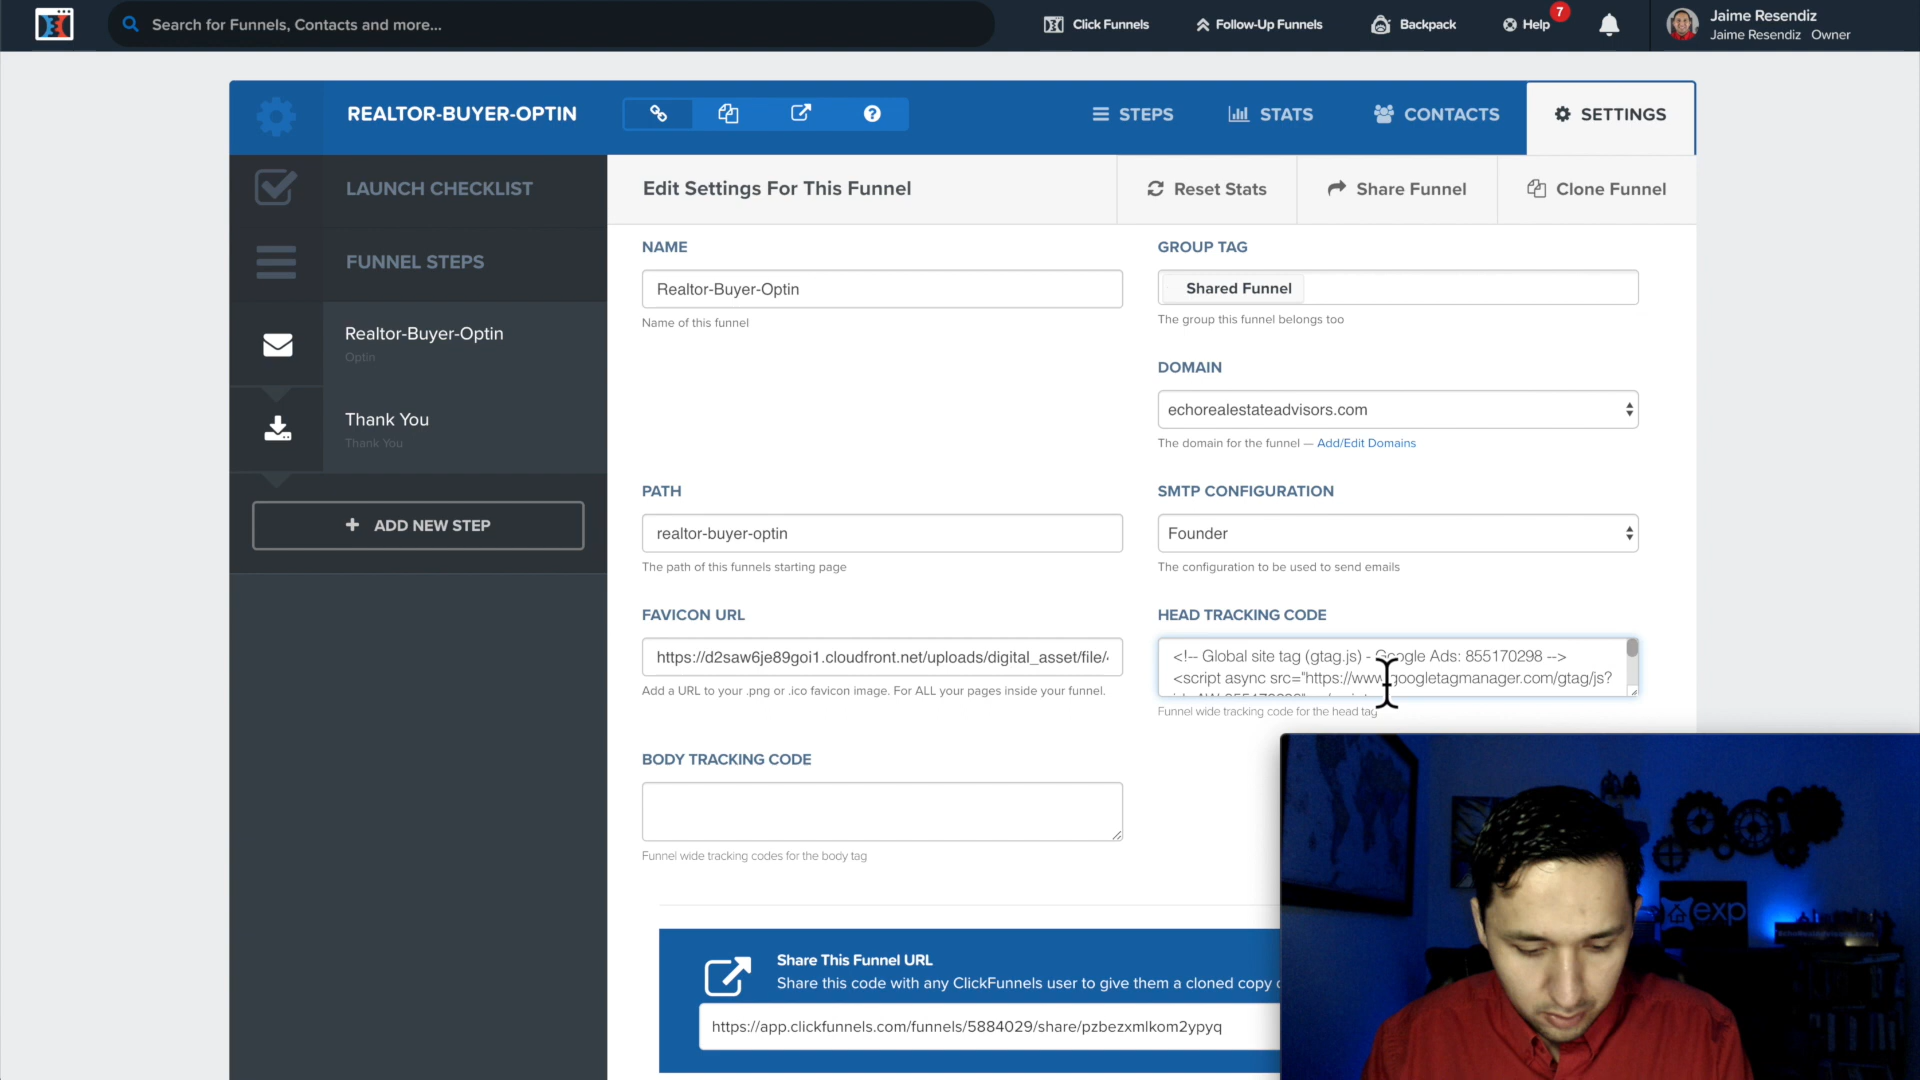 Search for Funnels, Contacts and more...
Click Funnels
Follow-Up Funnels
Backpack
Help
7
Jaime Resendiz
Jaime Resendiz Owner
REALTOR-BUYER-OPTIN
STEPS
STATS
CONTACTS
SETTINGS
LAUNCH CHECKLIST
FUNNEL STEPS
Realtor-Buyer-Optin
Optin
Thank You
Thank You
+ ADD NEW STEP
Edit Settings For This Funnel
Reset Stats
Share Funnel
Clone Funnel
NAME
Realtor-Buyer-Optin
Name of this funnel
GROUP TAG
Shared Funnel
The group this funnel belongs too
DOMAIN
echorealestateadvisors.com
The domain for the funnel — Add/Edit Domains
PATH
realtor-buyer-optin
The path of this funnels starting page
SMTP CONFIGURATION
Founder
The configuration to be used to send emails
FAVICON URL
https://d2saw6je89goi1.cloudfront.net/uploads/digital_asset/file/
Add a URL to your .png or .ico favicon image. For ALL your pages inside your funnel.
HEAD TRACKING CODE
<!-- Global site tag (gtag.js) - Google Ads: 855170298 -->
<script async src="https://www.googletagmanager.com/gtag/js?
Funnel wide tracking code for the head tag
BODY TRACKING CODE
Funnel wide tracking codes for the body tag
Share This Funnel URL
Share this code with any ClickFunnels user to give them a cloned copy
https://app.clickfunnels.com/funnels/5884029/share/pzbezxmlkom2ypyq
exp